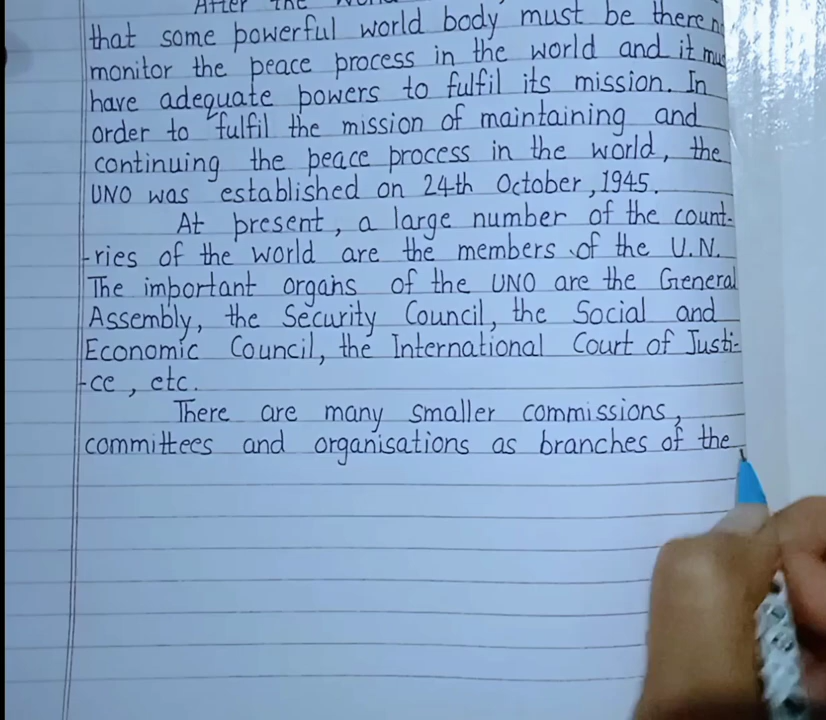 After the World
that some powerful world body must be there
monitor the peace process in the world and it
have adequate powers to fulfil its mission. In
order to fulfil the mission of maintaining and
continuing the peace process in the world, the
UNO was established on 24th October, 1945.
At present, a large number of the count-
-ries of the world are the members of the U.N.
The important organs of the UNO are the General
Assembly, the Security Council, the Social and
Economic Council, the International Court of Justi-
-ce, etc.
There are many smaller commissions,
committees and organisations as branches of the